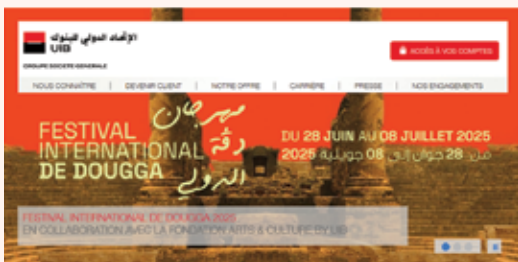 الإتحاد الدولي للبنوك
UIB
GROUPE SOCIETE GENERALE
ACCÈS À VOS COMPTES
NOUS CONNAÎTRE | DEVENIR CLIENT | NOTRE OFFRE | CARRIÈRE | PRESSE | NOS ENGAGEMENTS
FESTIVAL
INTERNATIONAL
DE DOUGGA
مهرجان
دڨة
الدولي
DU 28 JUIN AU 08 JUILLET 2025
من 28 جوان إلى 08 جويلية 2025
FESTIVAL INTERNATIONAL DE DOUGGA 2025
EN COLLABORATION AVEC LA FONDATION ARTS & CULTURE BY UIB